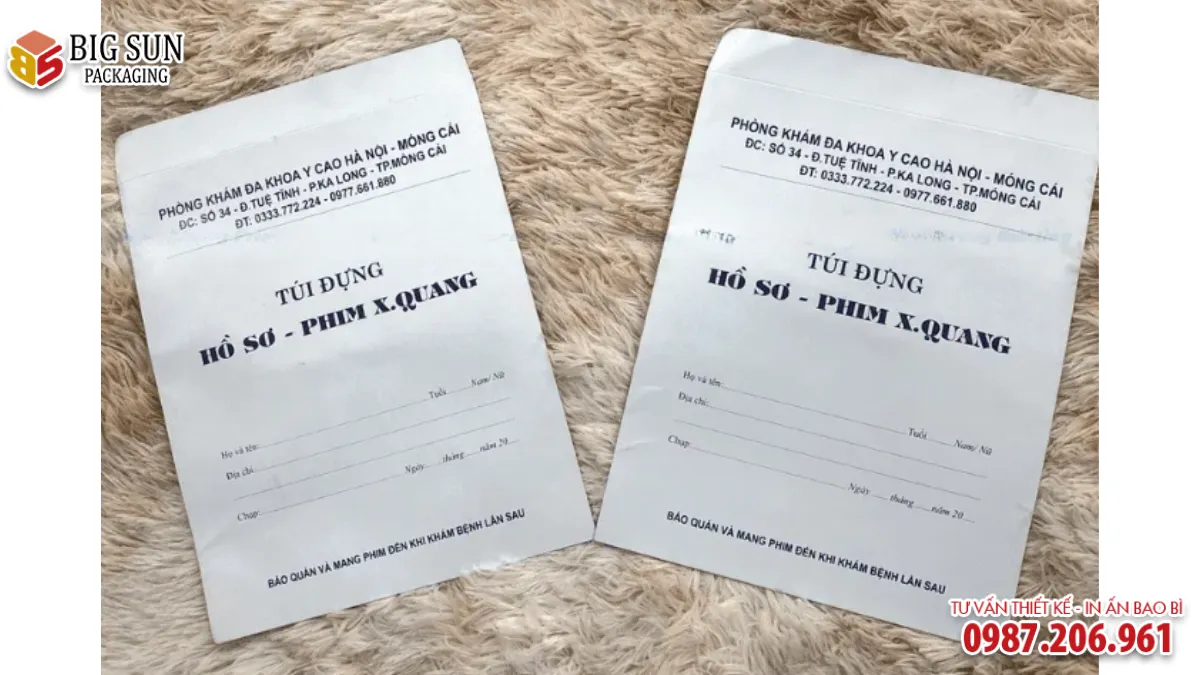 BIG SUN
PACKAGING
PHÒNG KHÁM ĐA KHOA Y CAO HÀ NỘI - MÓNG CÁI
ĐC: SỐ 34 - Đ.TUỆ TĨNH - P.KA LONG - TP.MÓNG CÁI
ĐT: 0333.772.224 - 0977.661.880
TÚI ĐỰNG
HỒ SƠ - PHIM X.QUANG
Họ và tên:............Tuổi........Nam/ Nữ
Địa chỉ:
Chụp:
Ngày......tháng......năm 20....
BẢO QUẢN VÀ MANG PHIM ĐẾN KHI KHÁM BỆNH LẦN SAU
PHÒNG KHÁM ĐA KHOA Y CAO HÀ NỘI - MÓNG CÁI
ĐC: SỐ 34 - Đ.TUỆ TĨNH - P.KA LONG - TP.MÓNG CÁI
ĐT: 0333.772.224 - 0977.661.880
TÚI ĐỰNG
HỒ SƠ - PHIM X.QUANG
Họ và tên:............Tuổi........Nam/ Nữ
Địa chỉ:
Chụp:
Ngày......tháng......năm 20....
BẢO QUẢN VÀ MANG PHIM ĐẾN KHI KHÁM BỆNH LẦN SAU
TƯ VẤN THIẾT KẾ - IN ẤN BAO BÌ
0987.206.961